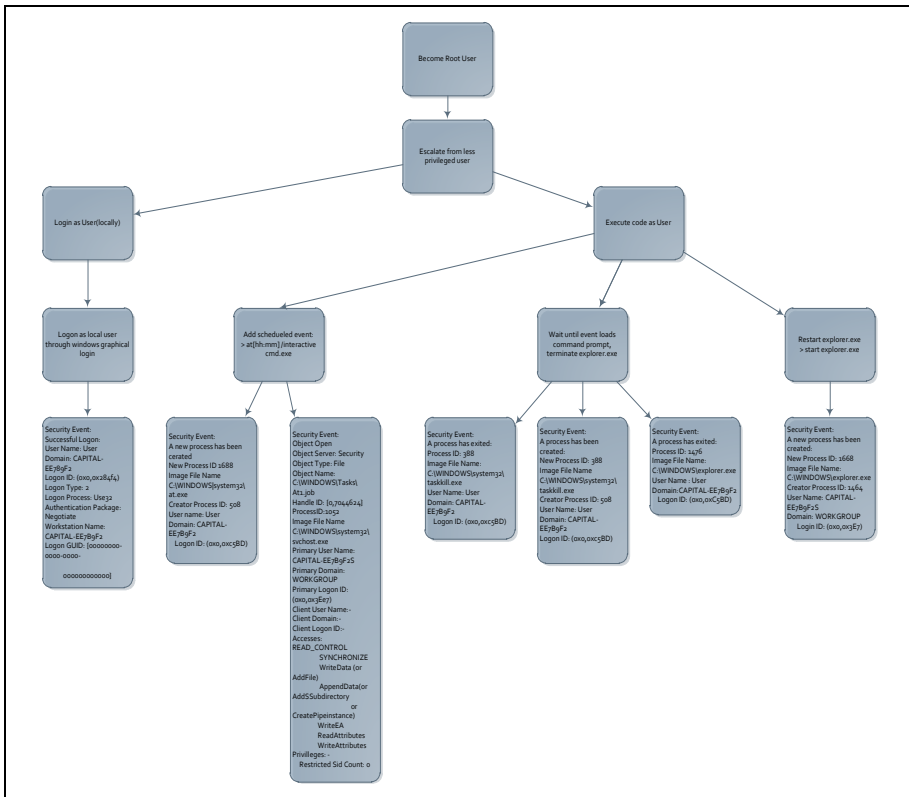 Become Root User
Escalate from less
privileged user
Login as User(locally)
Execute code as User
Logon as local user
through windows graphical
login
Add schedueled event:
> at[hh:mm] /interactive
cmd.exe
Wait until event loads
command prompt,
terminate explorer.exe
Restart explorer.exe
> start explorer.exe
Security Event:
Successful Logon:
User Name: User
Domain: CAPITAL-
EE7B9F2
Logon ID: (0x0,0x284f4)
Logon Type: 2
Logon Process: Use32
Authentication Package:
Negotiate
Workstation Name:
CAPITAL-EE7B9F2
Logon GUID: {00000000-
0000-0000-
000000000000}
Security Event:
A new process has been
cerated
New Process ID 1688
Image File Name
C:\WINDOWS\system32\
at.exe
Creator Process ID: 508
User name: User
Domain: CAPITAL-
EE7B9F2
Logon ID: (0x0,0xc5BD)
Security Event:
Object Open
Object Server: Security
Object Type: File
Object Name:
C:\WINDOWS\Tasks\
At1.job
Handle ID: {0,7044624}
ProcessID:1052
Image File Name
C:\WINDOWS\system32\
svchost.exe
Primary User Name:
CAPITAL-EE7B9F2S
Primary Domain:
WORKGROUP
Primary Logon ID:
(0x0,0x3Ee7)
Client User Name:-
Client Domain:-
Client Logon ID:-
Accesses:
READ_CONTROL
SYNCHRONIZE
WriteData (or
AddFile)
AppendData(or
AddSSubdirectory
or
CreatePipeinstance)
WriteEA
ReadAttributes
WriteAttributes
Privilleges: -
Restricted Sid Count: 0
Security Event:
A process has exited:
Process ID: 388
Image File Name:
C:\WINDOWS\system32\
taskkill.exe
User Name: User
Domain: CAPITAL-
EE7B9F2
Logon ID: (0x0,0xc5BD)
Security Event:
A process has been
created:
New Process ID: 388
Image File Name
C:\WINDOWS\system32\
taskkill.exe
Creator Process ID: 508
User name: User
Domain: CAPITAL-
EE7B9F2
Logon ID: (0x0,0xc5BD)
Security Event:
A process has exited:
Process ID: 1476
Image File Name:
C:\WINDOWS\explorer.exe
User Name : User
Domain:CAPITAL-EE7B9F2
Logon ID: (0x0,0xC5BD)
Security Event:
A new process has been
created:
New Process ID: 1668
Image File Name:
C:\WINDOWS\explorer.exe
Creator Process ID: 1464
User Name: CAPITAL-
EE7B9F2S
Domain: WORKGROUP
Login ID: (0x0,0x3E7)